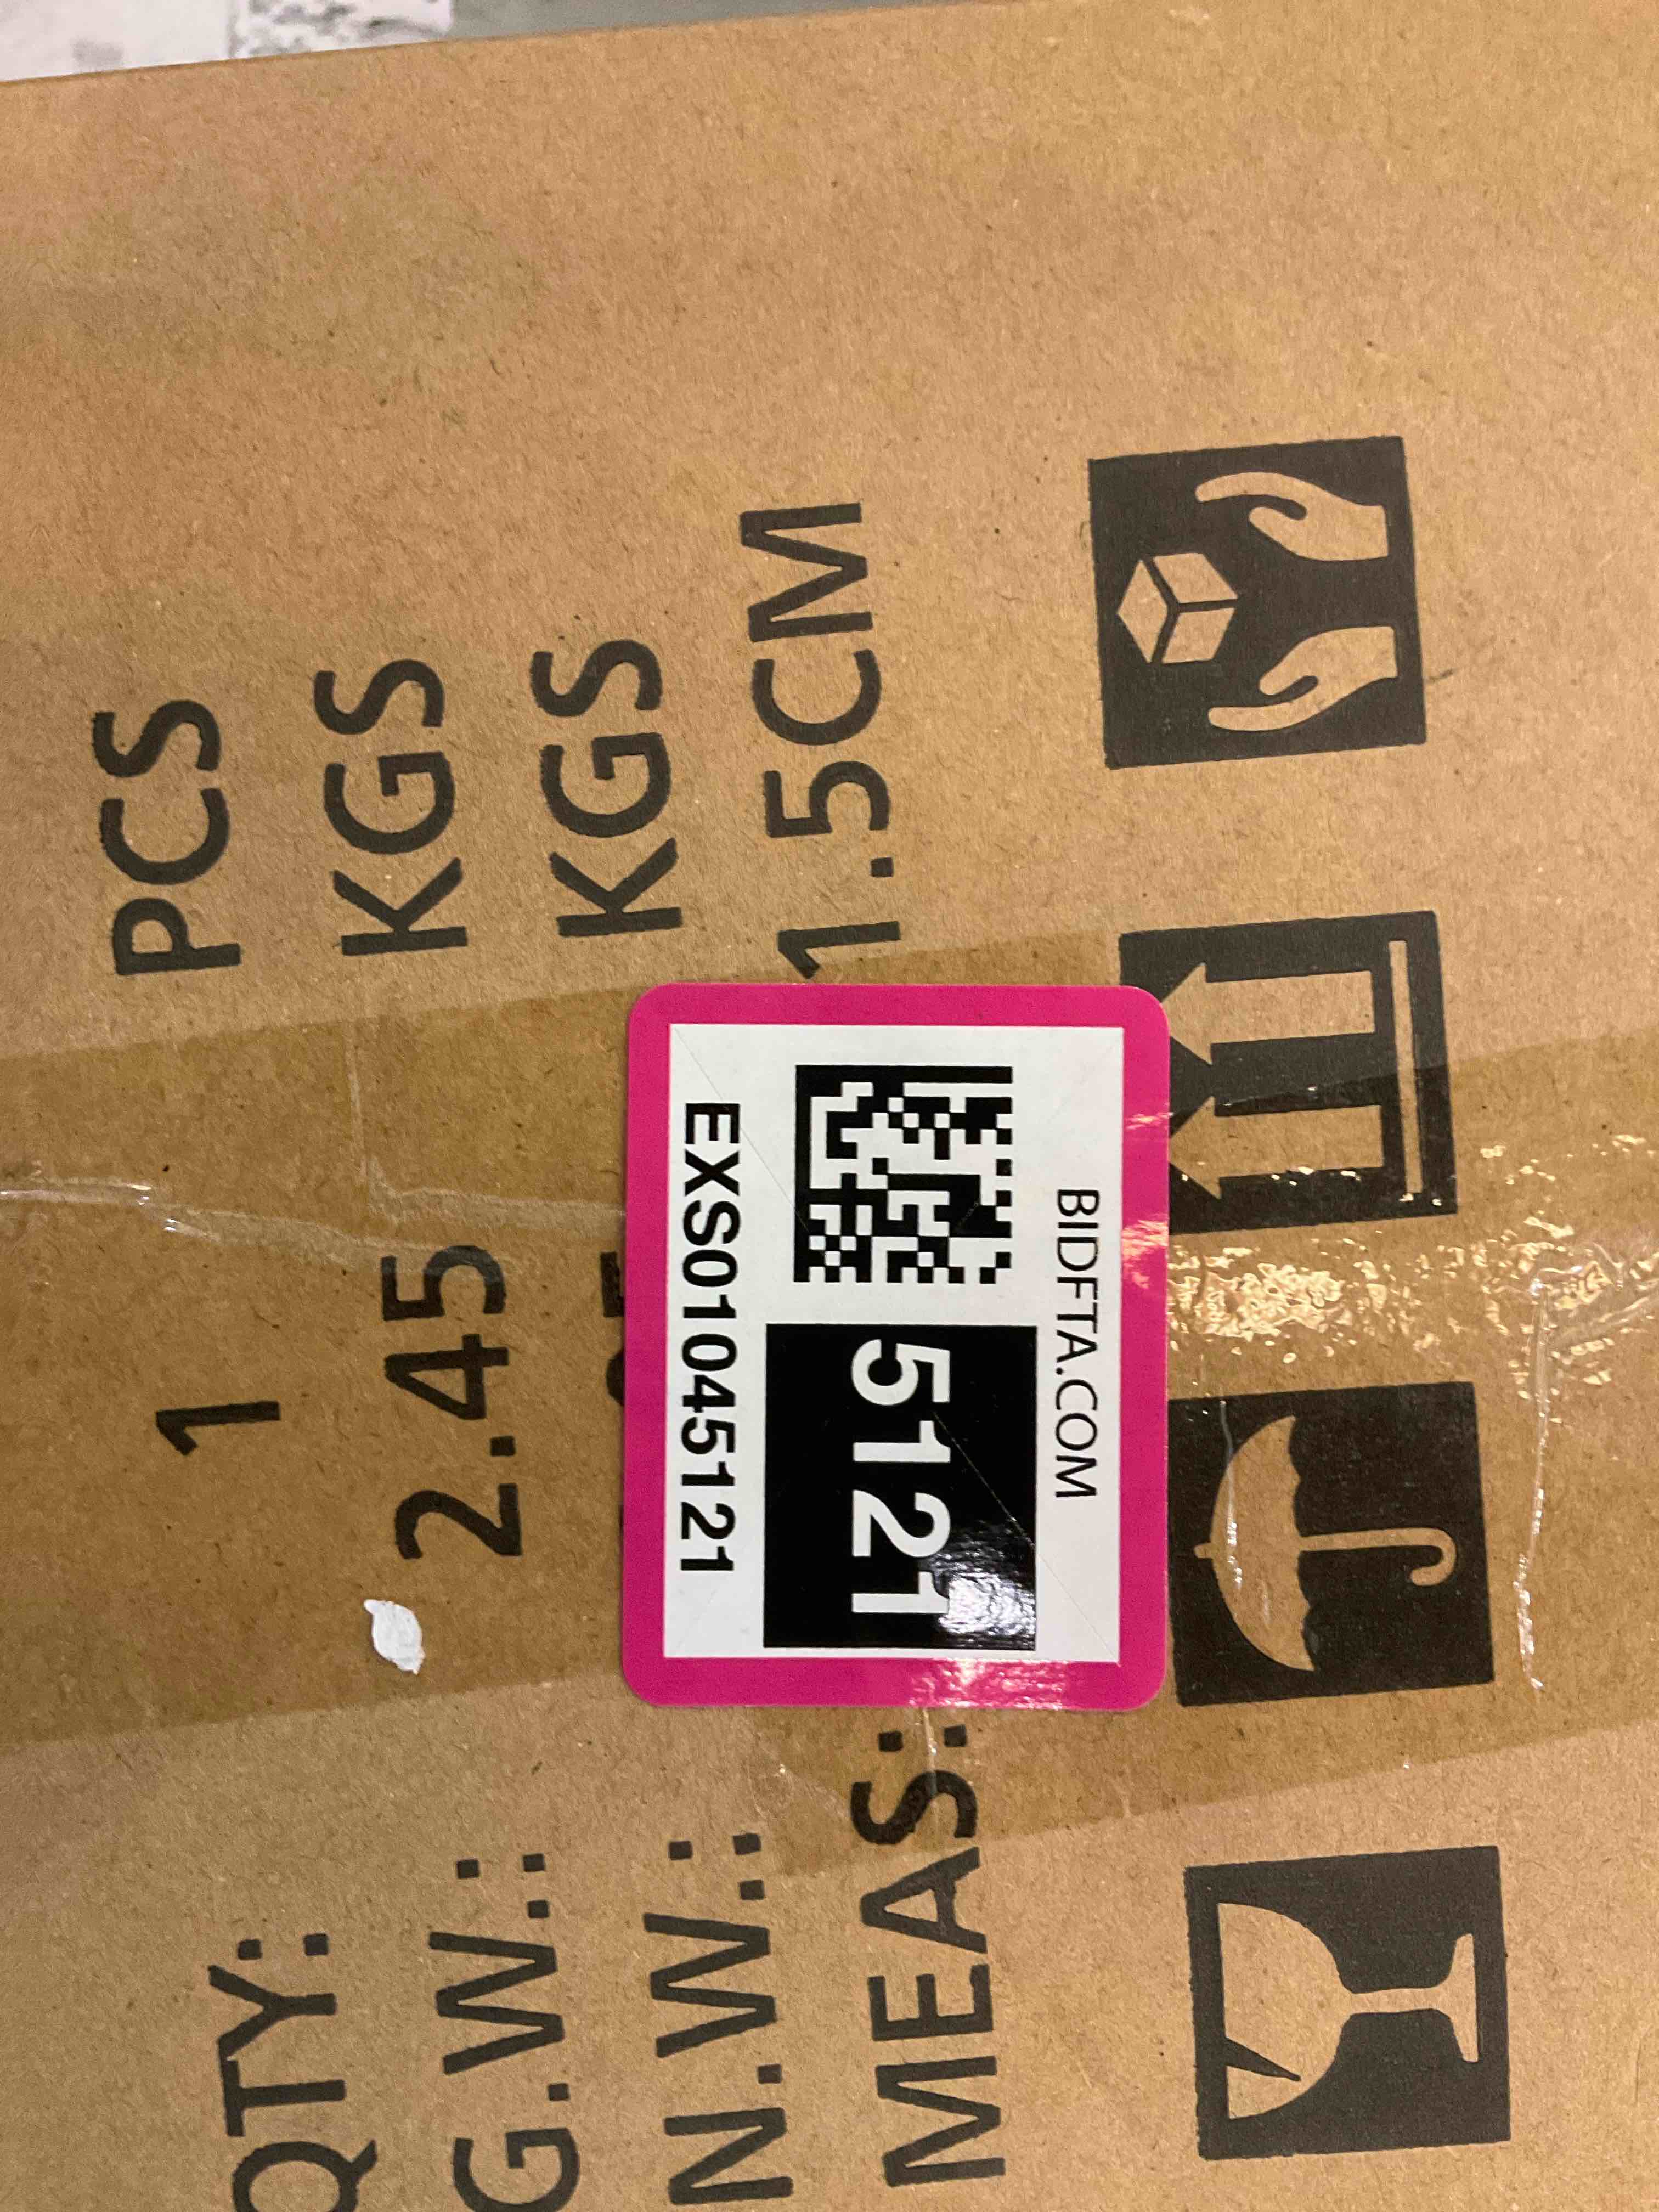 QTY: 1 PCS
G.W.: 2.45 KGS
N.W.: KGS
MEAS: 1.5CM
BIDFTA.COM
5121
EXS01045121